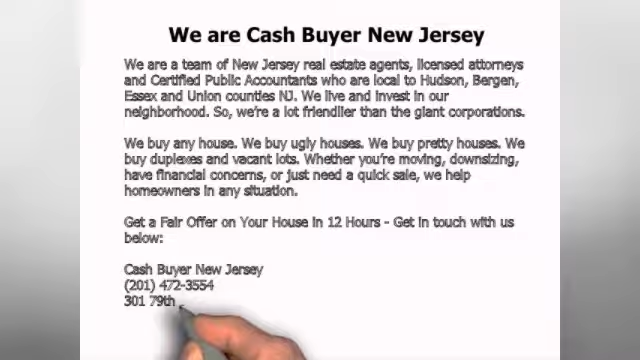 We are Cash Buyer New Jersey
We are a team of New Jersey real estate agents, licensed attorneys
and Certified Public Accountants who are local to Hudson, Bergen,
Essex and Union counties NJ. We live and invest in our
neighborhood. So, we're a lot friendlier than the giant corporations.
We buy any house. We buy ugly houses. We buy pretty houses. We
buy duplexes and vacant lots. Whether you're moving, downsizing,
have financial concerns, or just need a quick sale, we help
homeowners in any situation.
Get a Fair Offer on Your House in 12 Hours - Get in touch with us
below:
Cash Buyer New Jersey
(201) 472-3554
301 79th